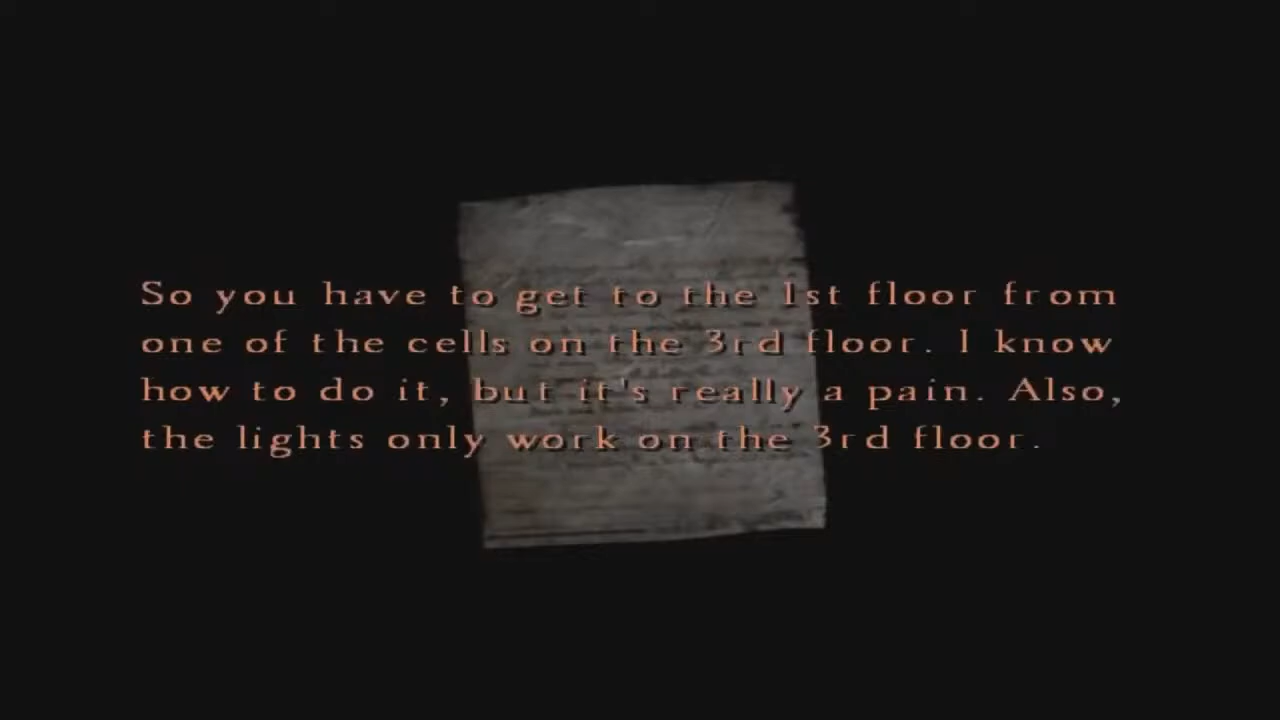 So you have to get to the 1st floor from
one of the cells on the 3rd floor. I know
how to do it, but it's really a pain. Also,
the lights only work on the 3rd floor.